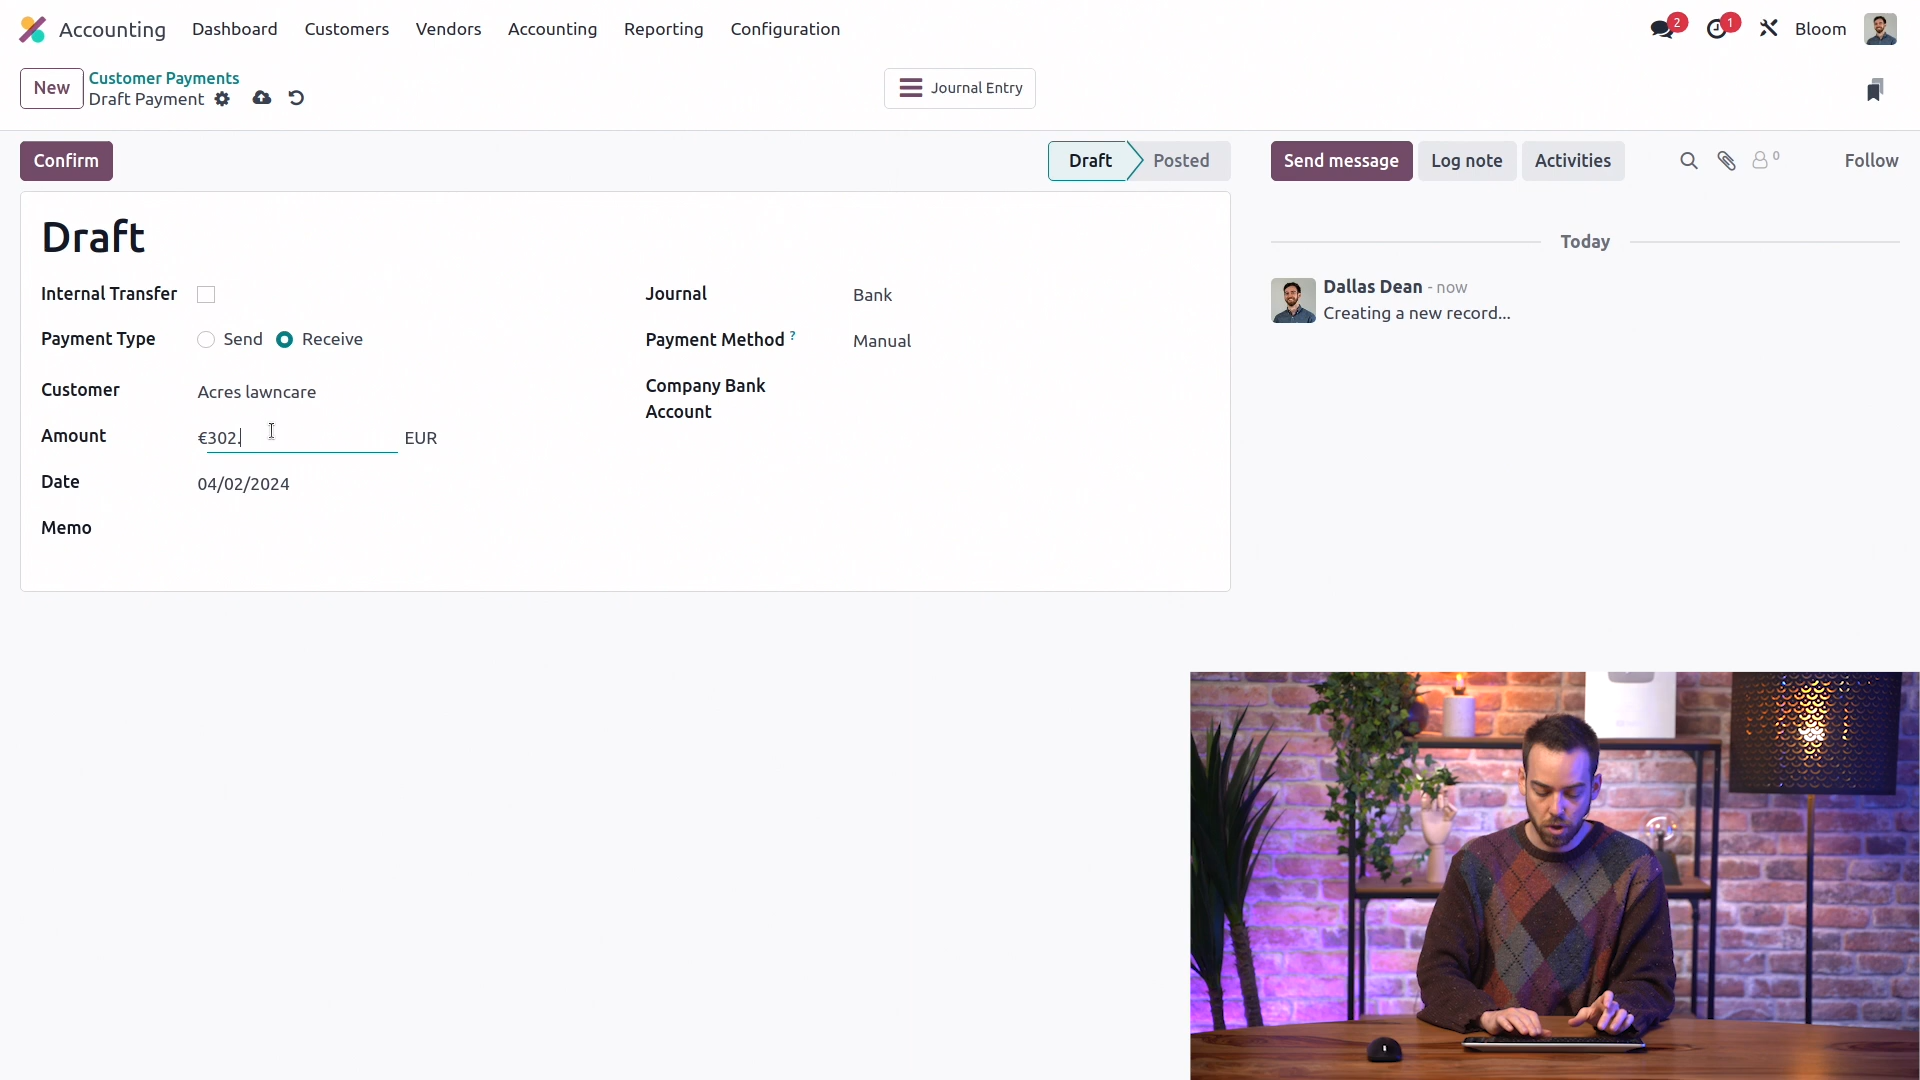 Accounting Dashboard Customers Vendors Accounting Reporting Configuration 2 1 Bloom
New Customer Payments
Draft Payment
Journal Entry
Confirm Draft Posted Send message Log note Activities 0 Follow
Draft
Internal Transfer
Payment Type Send Receive
Customer Acres lawncare
Amount €302. EUR
Date 04/02/2024
Memo
Journal Bank
Payment Method ? Manual
Company Bank
Account
Today
Dallas Dean - now
Creating a new record...